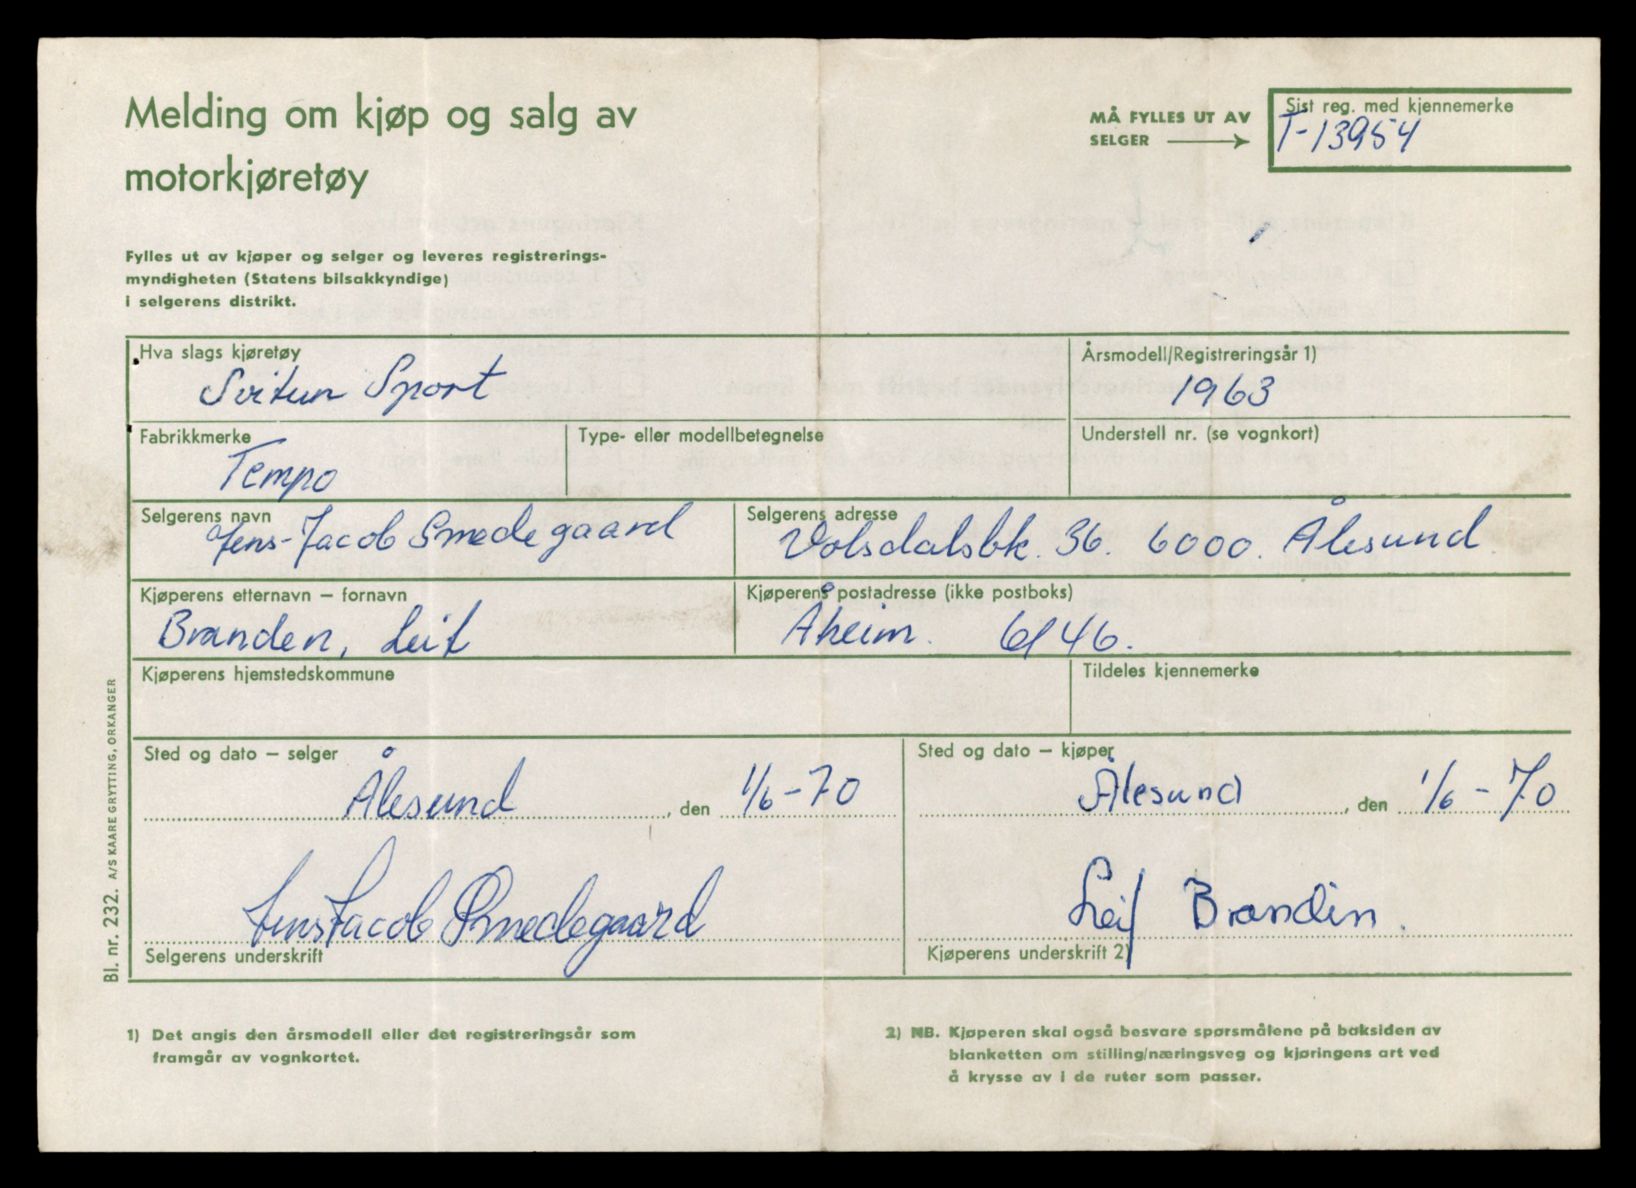 Melding om kjøp og salg av
motorkjøretøy
MÅ FYLLES UT AV
SELGER
Sist reg. med kjennemerke
T-13954
Fylles ut av kjøper og selger og leveres registrerings-
myndigheten (Statens bilsakkyndige)
i selgerens distrikt.
Hva slags kjøretøy
Svitun Sport
Årsmodell/Registreringsår 1)
1963
Fabrikkmerke
Tempo
Type- eller modellbetegnelse
Understell nr. (se vognkort)
Selgerens navn
Jens-Jacob Smedegaard
Selgerens adresse
Volsdalsbk. 36. 6000. Ålesund
Kjøperens etternavn – fornavn
Branden, Leif
Kjøperens postadresse (ikke postboks)
Åheim. 6146.
Kjøperens hjemstedskommune
Tildeles kjennemerke
Sted og dato – selger
Ålesund, den 1/6-70
Sted og dato – kjøper
Ålesund, den 1/6-70
Jens Jacob Smedegaard
Selgerens underskrift
Leif Brandin.
Kjøperens underskrift 2)
Bl. nr. 232. A/S KAARE GRYTTING, ORKANGER
1) Det angis den årsmodell eller det registreringsår som
framgår av vognkortet.
2) NB. Kjøperen skal også besvare spørsmålene på baksiden av
blanketten om stilling/næringsveg og kjøringens art ved
å krysse av i de ruter som passer.